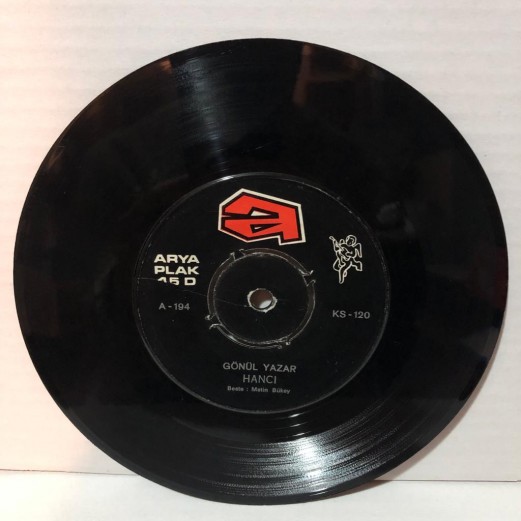 ARYA
PLAK
45 D
A - 194
KS - 120
GÖNÜL YAZAR
HANCI
Beste : Metin Bükey